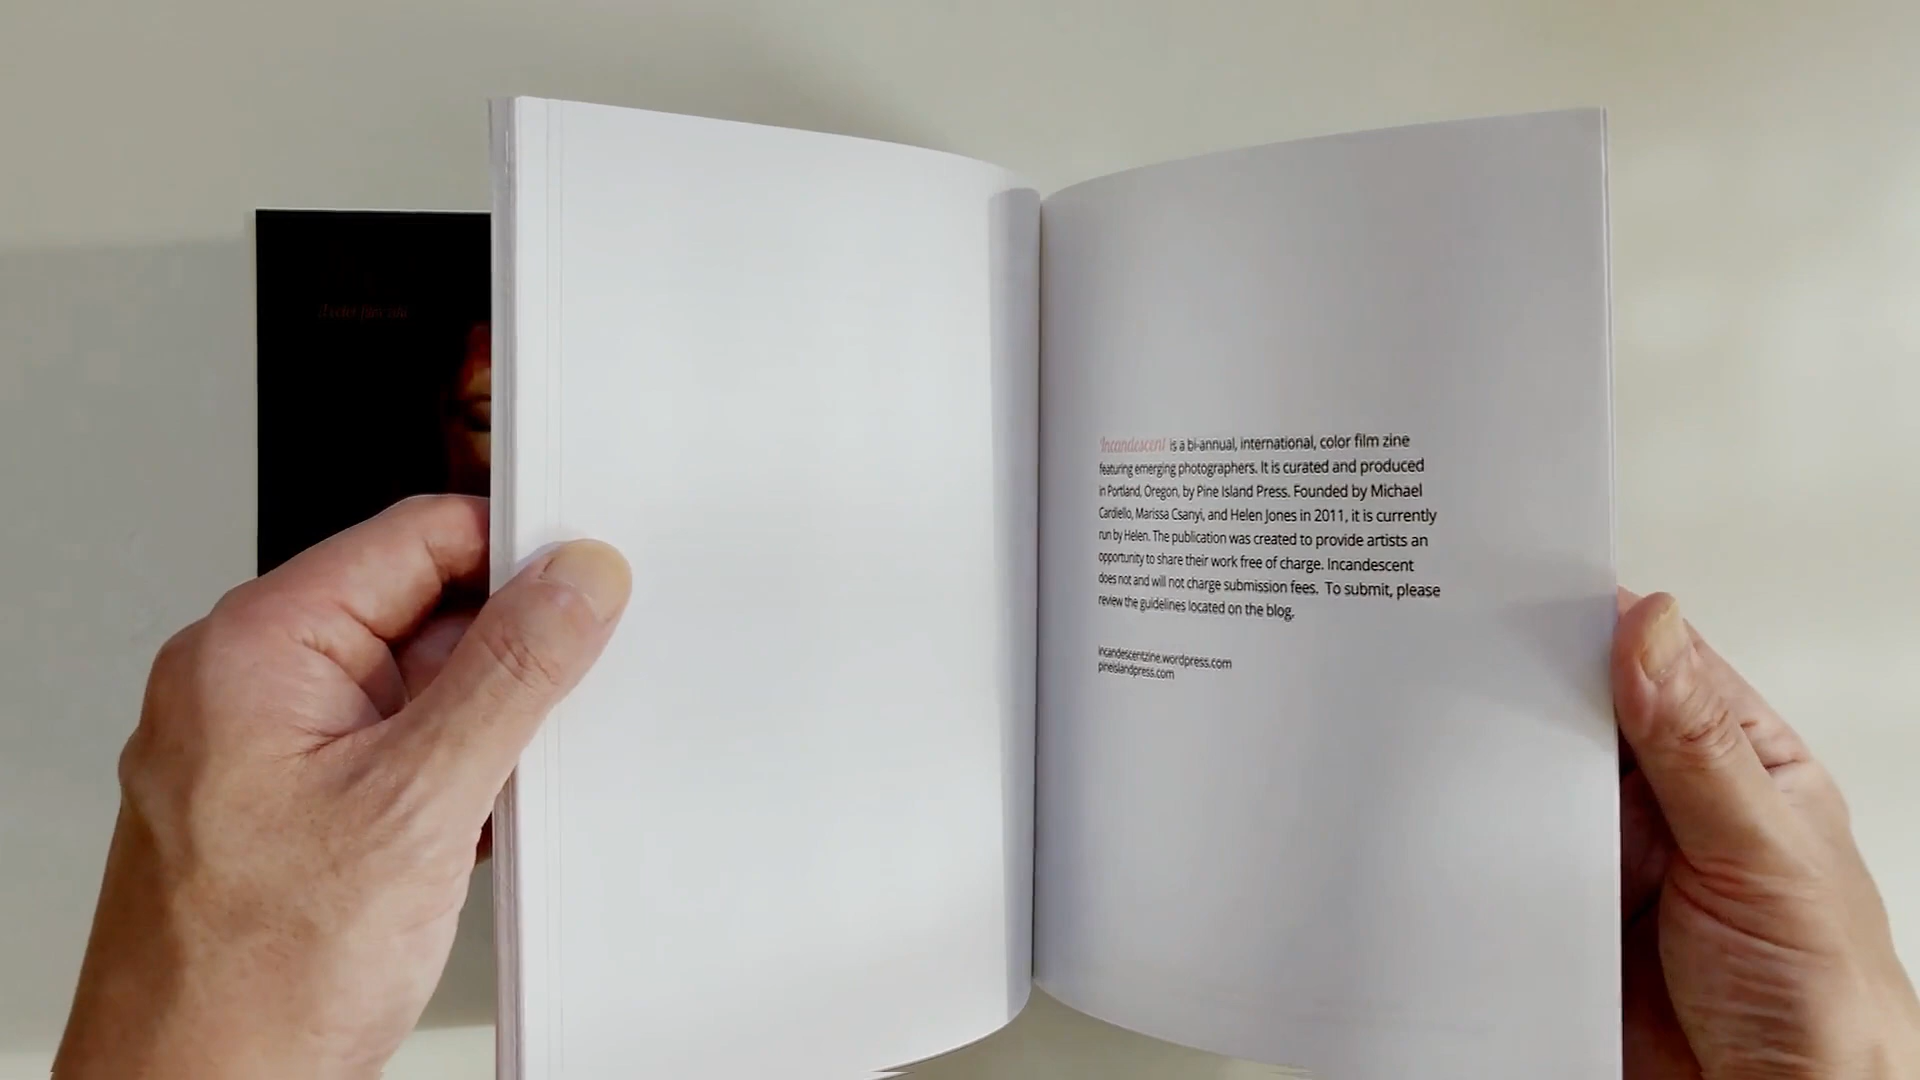 a color film zine
Incandescent is a bi-annual, international, color film zine
featuring emerging photographers. It is curated and produced
in Portland, Oregon, by Pine Island Press. Founded by Michael
Cardiello, Marissa Csanyi, and Helen Jones in 2011, it is currently
run by Helen. The publication was created to provide artists an
opportunity to share their work free of charge. Incandescent
does not and will not charge submission fees.  To submit, please
review the guidelines located on the blog.
incandescentzine.wordpress.com
pineislandpress.com